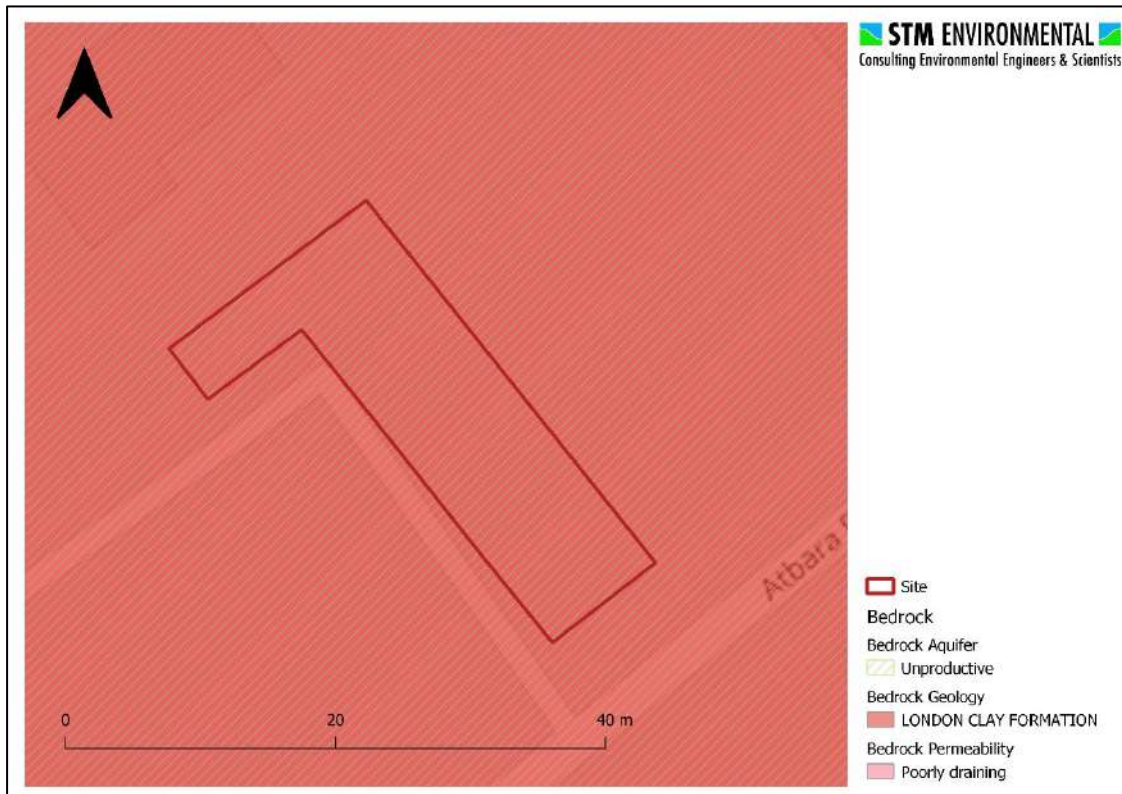 STM ENVIRONMENTAL
Consulting Environmental Engineers & Scientists
Atbara
0 20 40 m
Site
Bedrock
Bedrock Aquifer
Unproductive
Bedrock Geology
LONDON CLAY FORMATION
Bedrock Permeability
Poorly draining